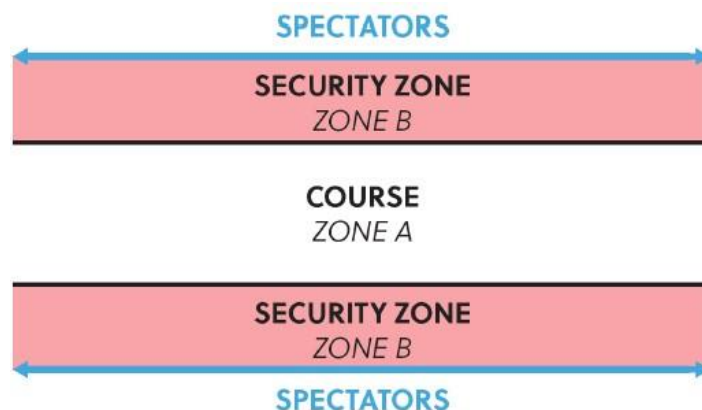 SPECTATORS
SECURITY ZONE
ZONE B
COURSE
ZONE A
SECURITY ZONE
ZONE B
SPECTATORS